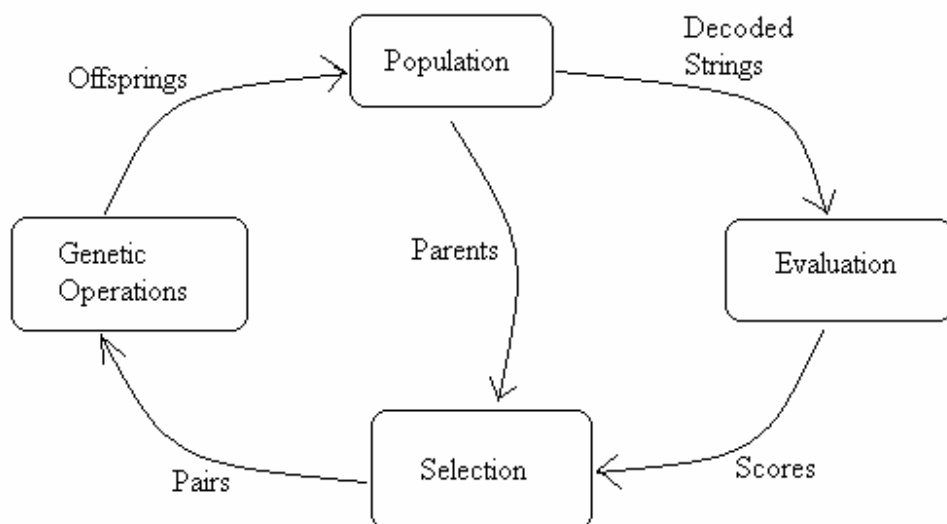 Decoded
Strings
Population
Offsprings
Genetic
Operations
Parents
Evaluation
Selection
Pairs
Scores